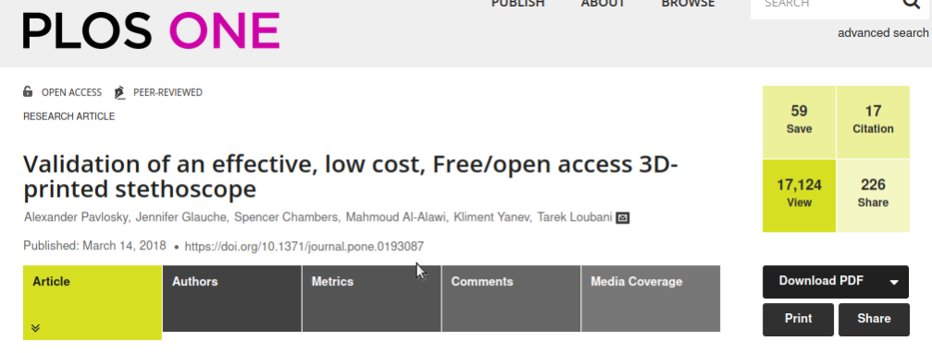 PUBLISH ABOUT BROWSE SEARCH
PLOS ONE
advanced search
OPEN ACCESS PEER-REVIEWED
RESEARCH ARTICLE
Validation of an effective, low cost, Free/open access 3D-
printed stethoscope
Alexander Pavlosky, Jennifer Glauche, Spencer Chambers, Mahmoud Al-Alawi, Kliment Yanev, Tarek Loubani
Published: March 14, 2018 • https://doi.org/10.1371/journal.pone.0193087
59 17
Save Citation
17,124 226
View Share
Article Authors Metrics Comments Media Coverage
Download PDF
Print Share